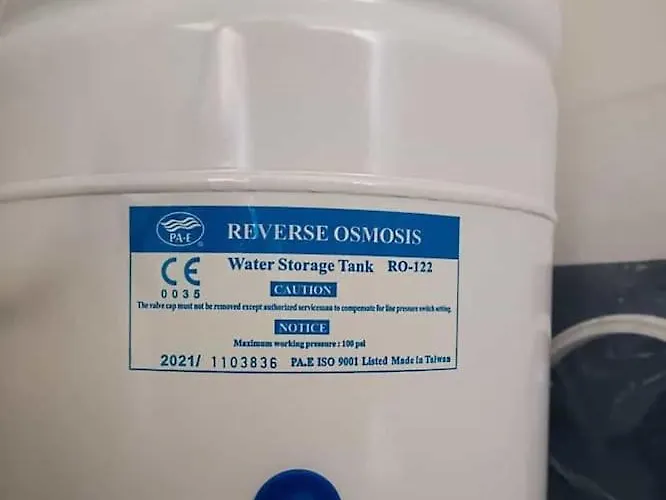 PA-E
REVERSE OSMOSIS
CE
0035
Water Storage Tank RO-122
CAUTION
The valve cap must not be removed except authorized serviceman to compensate for line pressure switch setting.
NOTICE
Maximum working pressure : 100 psi
2021/ 1103836 PA.E ISO 9001 Listed Made in Taiwan